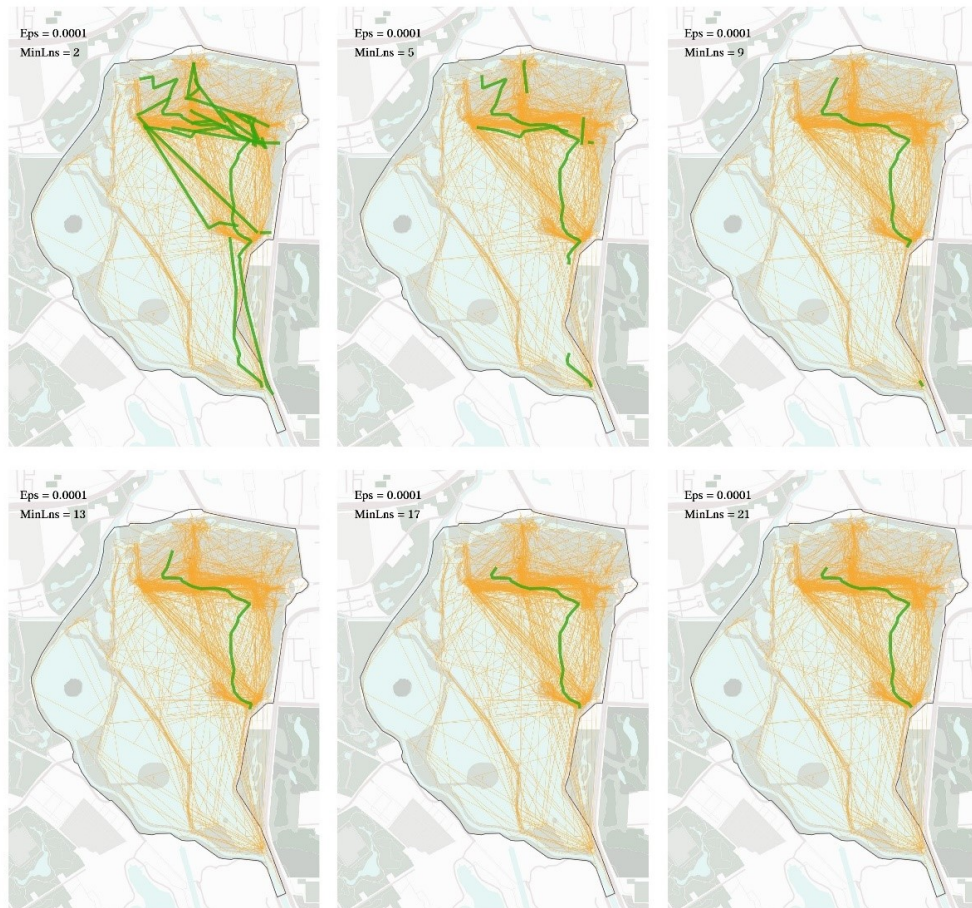 Eps = 0.0001
MinLns = 2
Eps = 0.0001
MinLns = 5
Eps = 0.0001
MinLns = 9
Eps = 0.0001
MinLns = 13
Eps = 0.0001
MinLns = 17
Eps = 0.0001
MinLns = 21